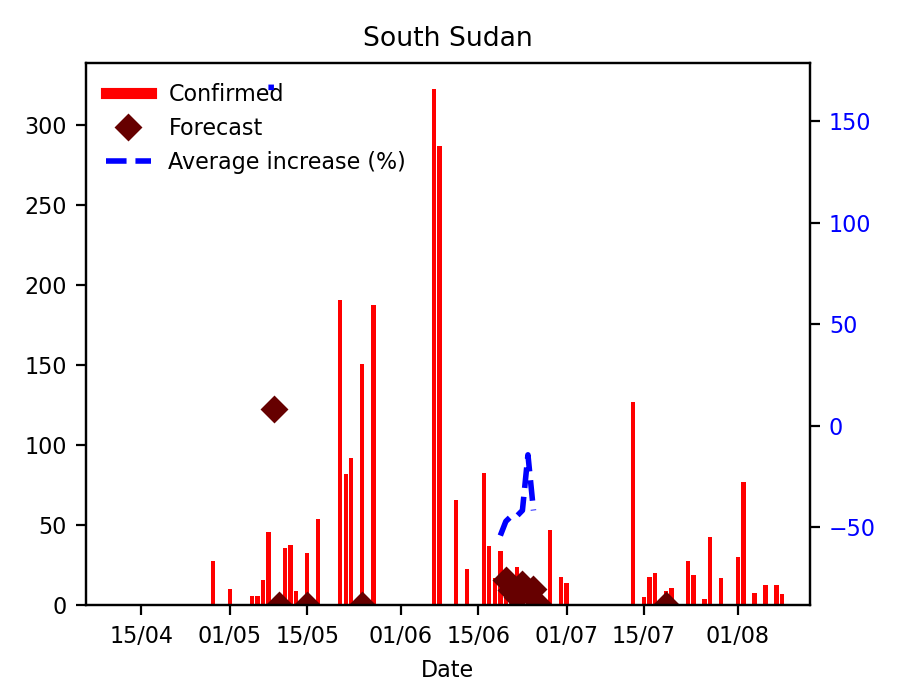 South Sudan
Confirmed
Forecast
Average increase (%)
300
250
200
150
100
50
0
150
100
50
0
−50
15/04 01/05 15/05 01/06 15/06 01/07 15/07 01/08
Date